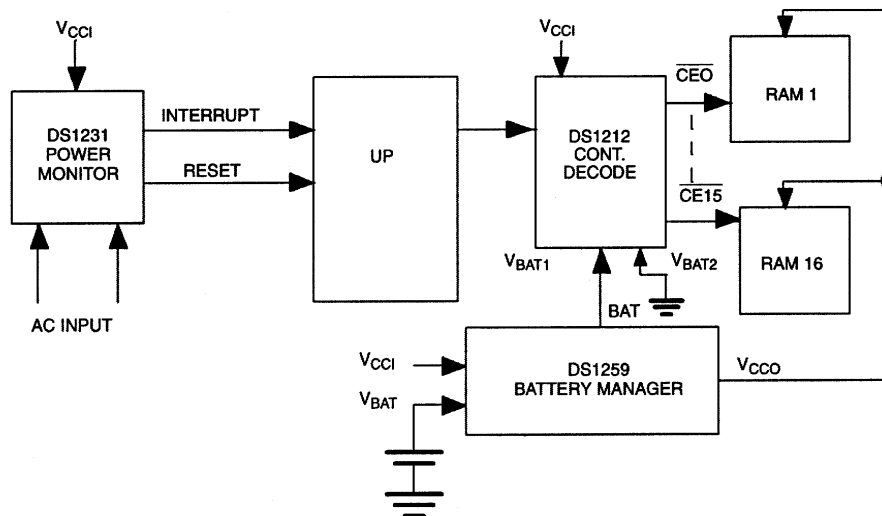 VCCI
VCCI
CEO
RAM 1
DS1231
POWER
MONITOR
INTERRUPT
RESET
UP
DS1212
CONT.
DECODE
CE15
RAM 16
VBAT1
VBAT2
AC INPUT
BAT
VCCI
VBAT
DS1259
BATTERY MANAGER
VCCO